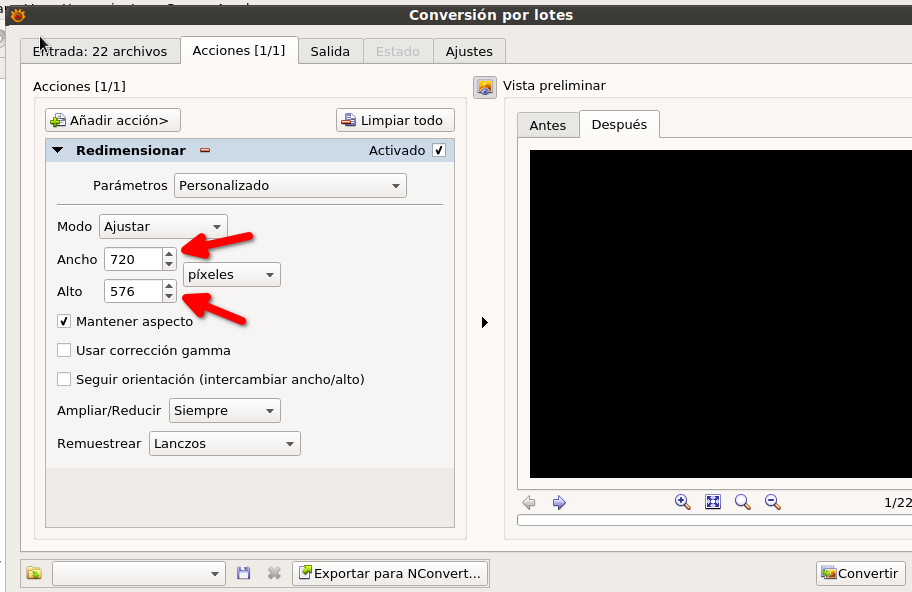 Conversión por lotes
Entrada: 22 archivos
Acciones [1/1]
Salida
Estado
Ajustes
Acciones [1/1]
Añadir acción>
Limpiar todo
Redimensionar
Activado
Parámetros
Personalizado
Modo
Ajustar
Ancho
720
píxeles
Alto
576
Mantener aspecto
Usar corrección gamma
Seguir orientación (intercambiar ancho/alto)
Ampliar/Reducir
Siempre
Remuestrear
Lanczos
Vista preliminar
Antes
Después
1/22
Exportar para NConvert...
Convertir